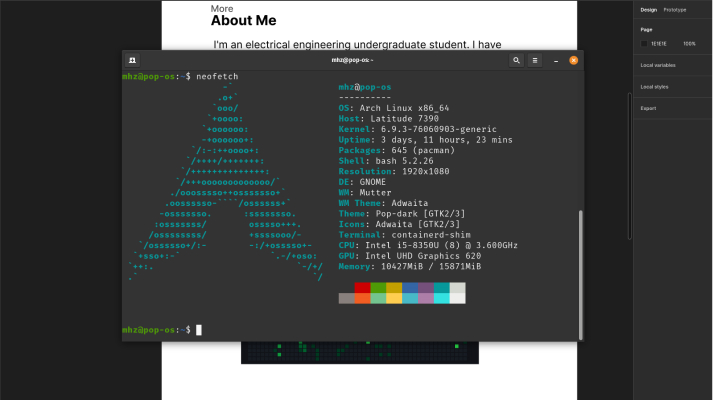 More
About Me
I'm an electrical engineering undergraduate student. I have
Design Prototype
Page
1E1E1E 100%
Local variables
Local styles
Export
mhz@pop-os: ~
mhz@pop-os:~$ neofetch
mhz@pop-os
----------
OS: Arch Linux x86_64
Host: Latitude 7390
Kernel: 6.9.3-76060903-generic
Uptime: 3 days, 11 hours, 23 mins
Packages: 645 (pacman)
Shell: bash 5.2.26
Resolution: 1920x1080
DE: GNOME
WM: Mutter
WM Theme: Adwaita
Theme: Pop-dark [GTK2/3]
Icons: Adwaita [GTK2/3]
Terminal: containerd-shim
CPU: Intel i5-8350U (8) @ 3.600GHz
GPU: Intel UHD Graphics 620
Memory: 10427MiB / 15871MiB
mhz@pop-os:~$